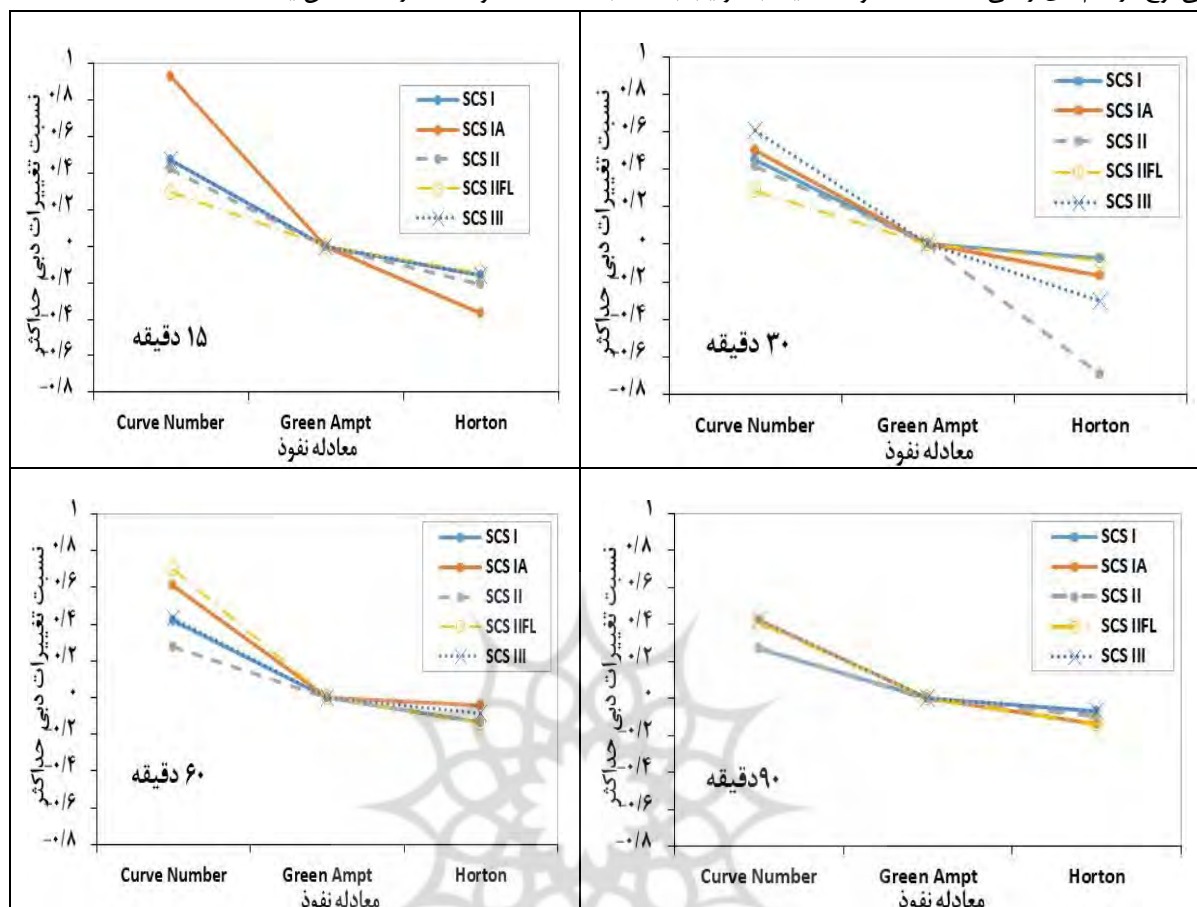 نسبت تغییرات دبی حداکثر
۱
۰/۸
۰/۶
۰/۴
۰/۲
۰
-۰/۲
-۰/۴
-۰/۶
-۰/۸
SCS I
SCS IA
SCS II
SCS IIFL
SCS III
۱۵ دقیقه
Curve Number Green Ampt Horton
معادله نفوذ
نسبت تغییرات دبی حداکثر
۱
۰/۸
۰/۶
۰/۴
۰/۲
۰
-۰/۲
-۰/۴
-۰/۶
-۰/۸
SCS I
SCS IA
SCS II
SCS IIFL
SCS III
۳۰ دقیقه
Curve Number Green Ampt Horton
معادله نفوذ
نسبت تغییرات دبی حداکثر
۱
۰/۸
۰/۶
۰/۴
۰/۲
۰
-۰/۲
-۰/۴
-۰/۶
-۰/۸
SCS I
SCS IA
SCS II
SCS IIFL
SCS III
۶۰ دقیقه
Curve Number Green Ampt Horton
معادله نفوذ
نسبت تغییرات دبی حداکثر
۱
۰/۸
۰/۶
۰/۴
۰/۲
۰
-۰/۲
-۰/۴
-۰/۶
-۰/۸
SCS I
SCS IA
SCS II
SCS IIFL
SCS III
۹۰دقیقه
Curve Number Green Ampt Horton
معادله نفوذ